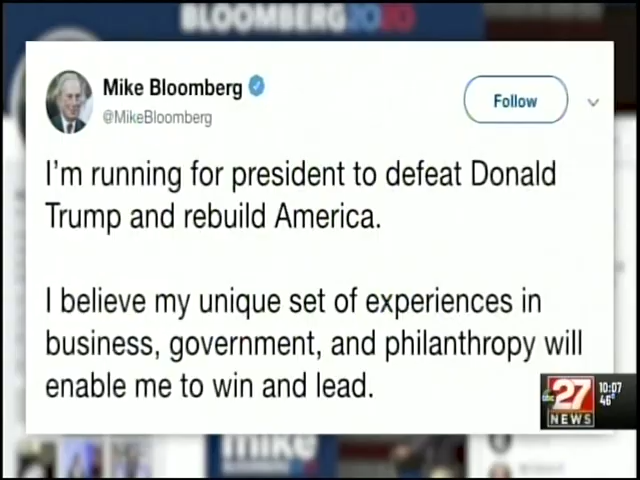 BLOOMBERG2020
Mike Bloomberg
@MikeBloomberg
Follow
I'm running for president to defeat Donald
Trump and rebuild America.
I believe my unique set of experiences in
business, government, and philanthropy will
enable me to win and lead.
abc 27
NEWS
10:07
46°
mike